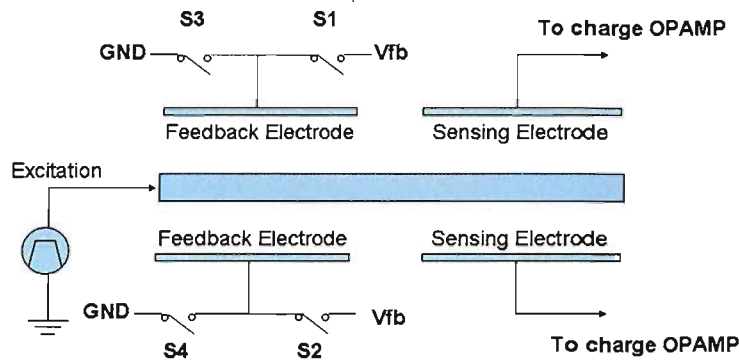 S3 S1
GND Vfb
To charge OPAMP
Feedback Electrode Sensing Electrode
Excitation
Feedback Electrode Sensing Electrode
GND Vfb
S4 S2
To charge OPAMP